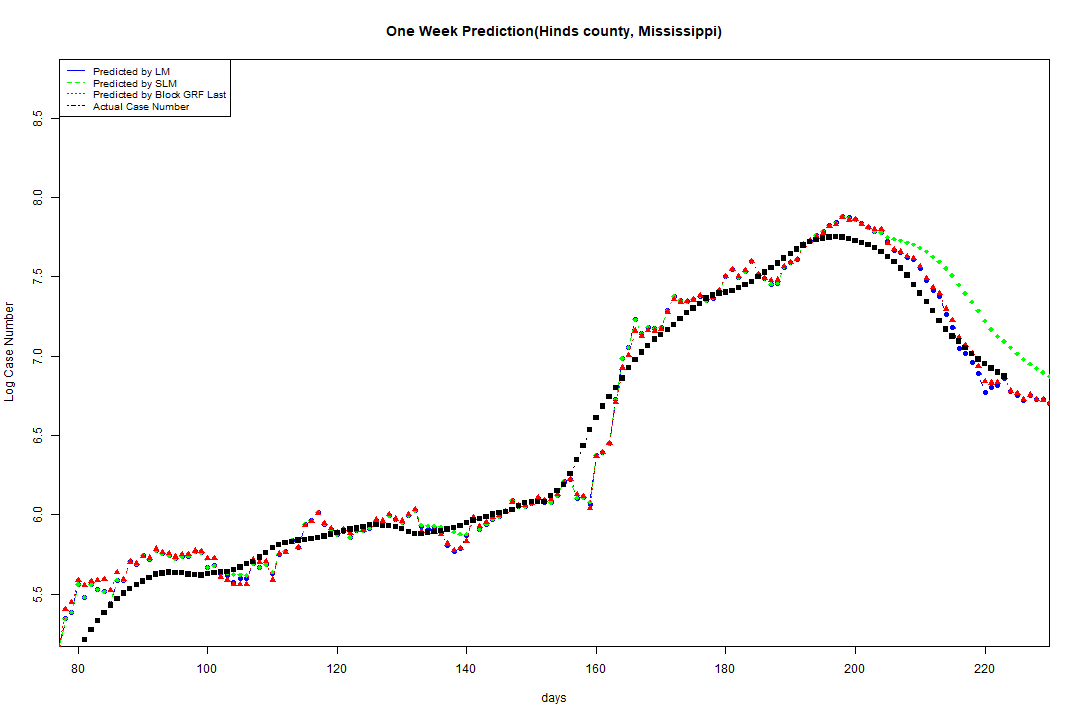 One Week Prediction(Hinds county, Mississippi)
Predicted by LM
Predicted by SLM
Predicted by Block GRF Last
Actual Case Number
8.5
8.0
7.5
7.0
6.5
6.0
5.5
Log Case Number
80 100 120 140 160 180 200 220
days